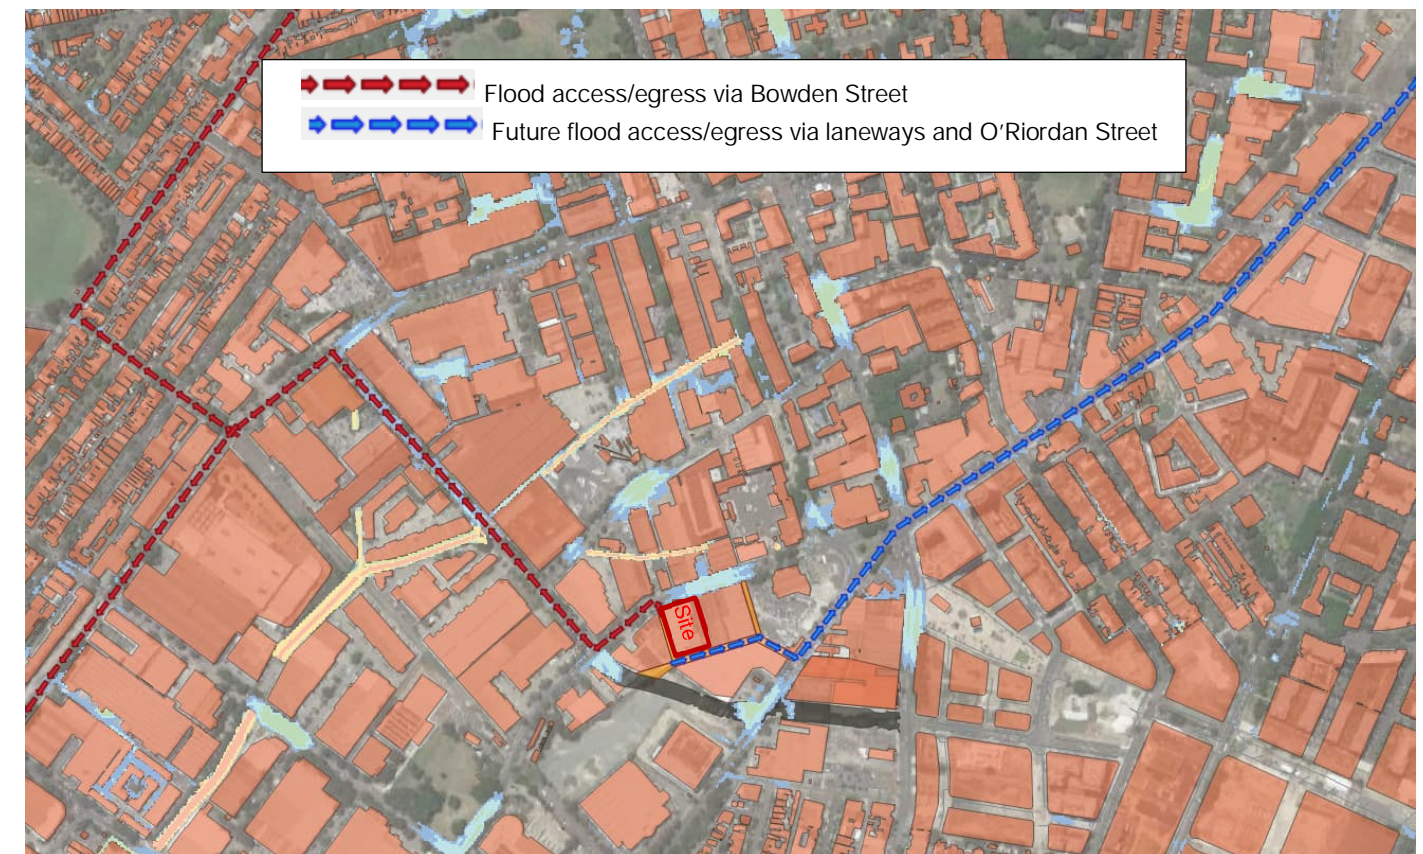 Flood access/egress via Bowden Street
Future flood access/egress via laneways and O'Riordan Street
Site